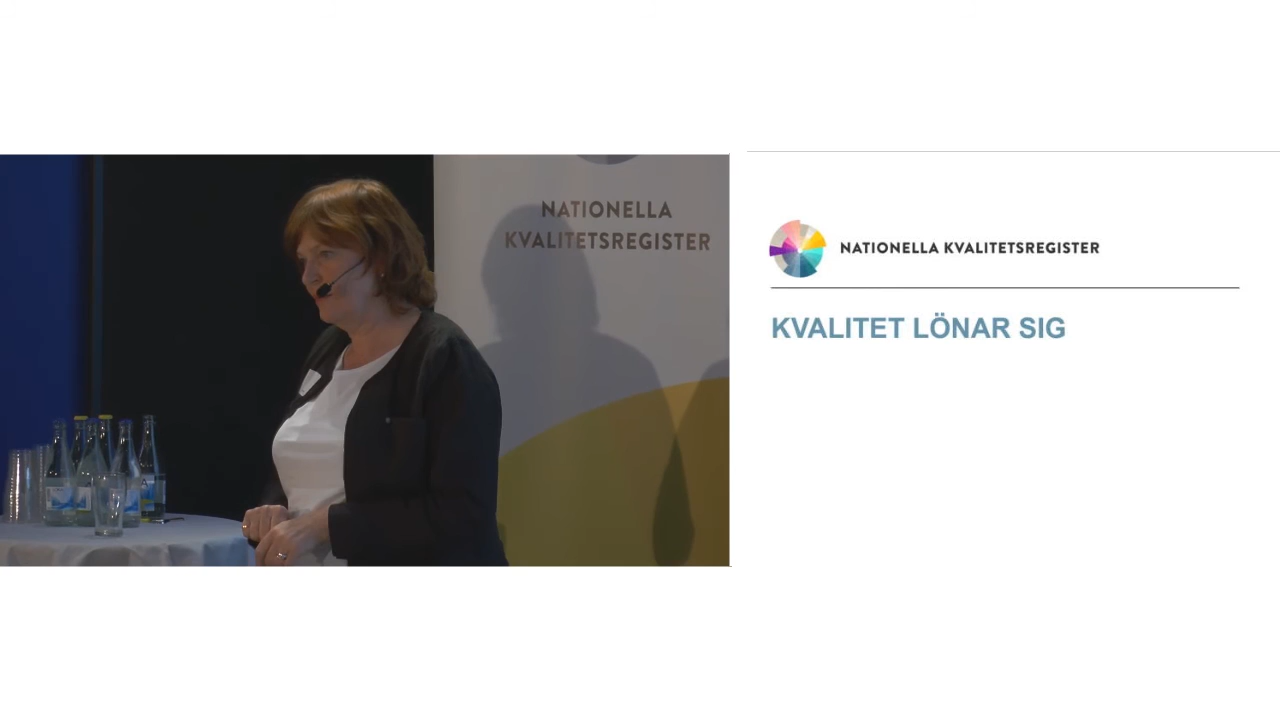 NATIONELLA
KVALITETSREGISTER
NATIONELLA KVALITETSREGISTER
KVALITET LÖNAR SIG